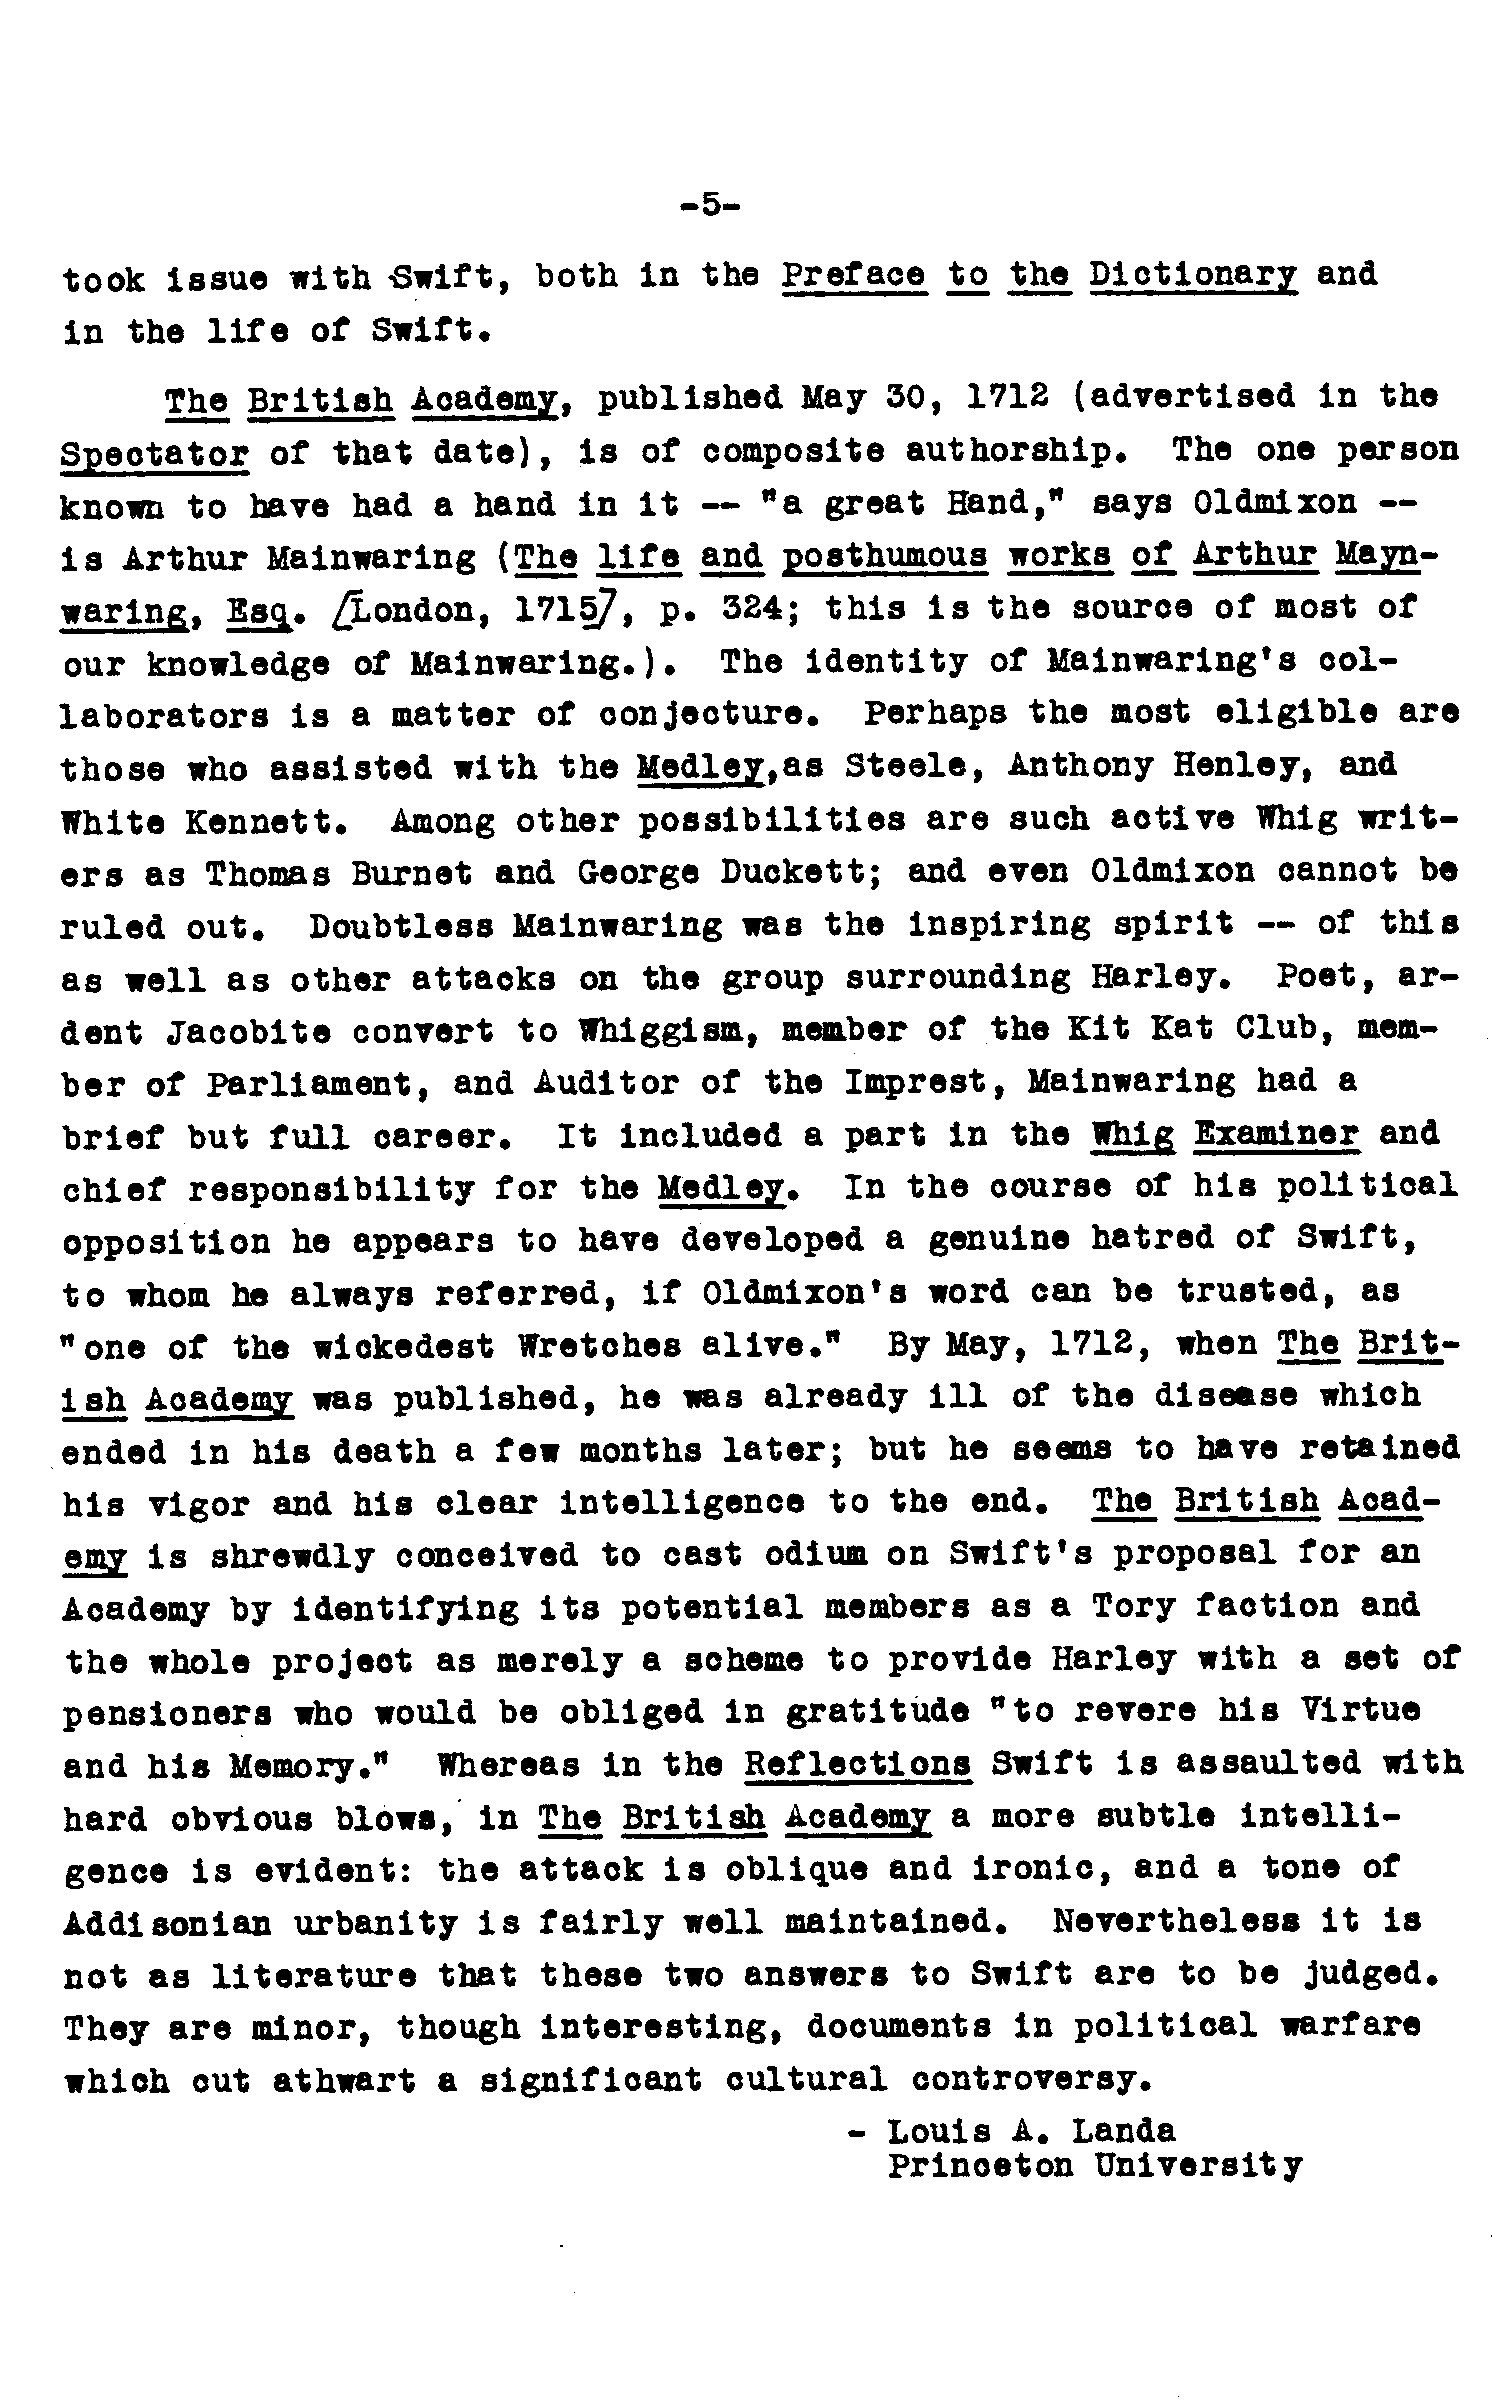 -5-
took issue with Swift, both in the Preface to the Dictionary and
in the life of Swift.
The British Academy, published May 30, 1712 (advertised in the
Spectator of that date), is of composite authorship. The one person
known to have had a hand in it -- "a great Hand," says Oldmixon --
is Arthur Mainwaring (The life and posthumous works of Arthur Mayn-
waring, Esq. [London, 1715], p. 324; this is the source of most of
our knowledge of Mainwaring.). The identity of Mainwaring's col-
laborators is a matter of conjecture. Perhaps the most eligible are
those who assisted with the Medley,as Steele, Anthony Henley, and
White Kennett. Among other possibilities are such active Whig writ-
ers as Thomas Burnet and George Duckett; and even Oldmixon cannot be
ruled out. Doubtless Mainwaring was the inspiring spirit -- of this
as well as other attacks on the group surrounding Harley. Poet, ar-
dent Jacobite convert to Whiggism, member of the Kit Kat Club, mem-
ber of Parliament, and Auditor of the Imprest, Mainwaring had a
brief but full career. It included a part in the Whig Examiner and
chief responsibility for the Medley. In the course of his political
opposition he appears to have developed a genuine hatred of Swift,
to whom he always referred, if Oldmixon's word can be trusted, as
"one of the wickedest Wretches alive." By May, 1712, when The Brit-
ish Academy was published, he was already ill of the disease which
ended in his death a few months later; but he seems to have retained
his vigor and his clear intelligence to the end. The British Acad-
emy is shrewdly conceived to cast odium on Swift's proposal for an
Academy by identifying its potential members as a Tory faction and
the whole project as merely a scheme to provide Harley with a set of
pensioners who would be obliged in gratitude "to revere his Virtue
and his Memory." Whereas in the Reflections Swift is assaulted with
hard obvious blows, in The British Academy a more subtle intelli-
gence is evident: the attack is oblique and ironic, and a tone of
Addisonian urbanity is fairly well maintained. Nevertheless it is
not as literature that these two answers to Swift are to be judged.
They are minor, though interesting, documents in political warfare
which cut athwart a significant cultural controversy.
- Louis A. Landa
Princeton University